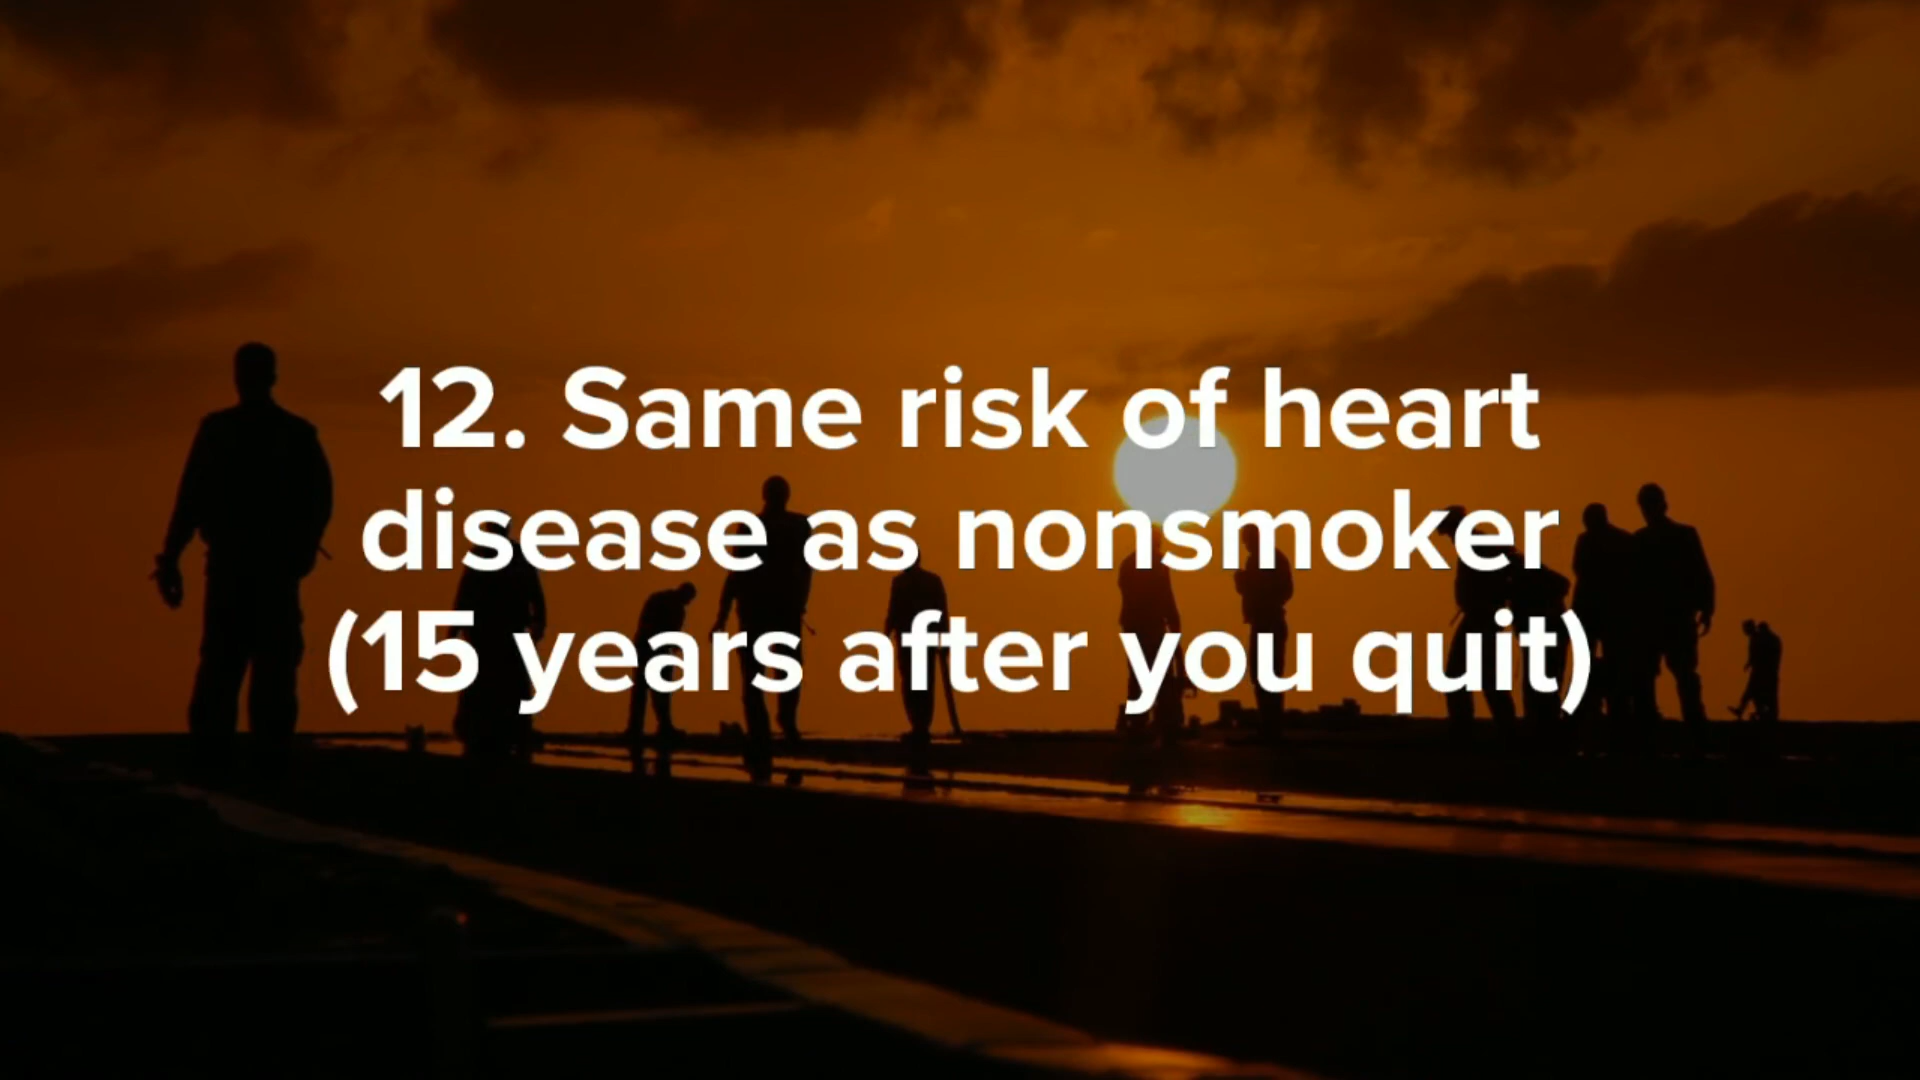 12. Same risk of heart
disease as nonsmoker
(15 years after you quit)